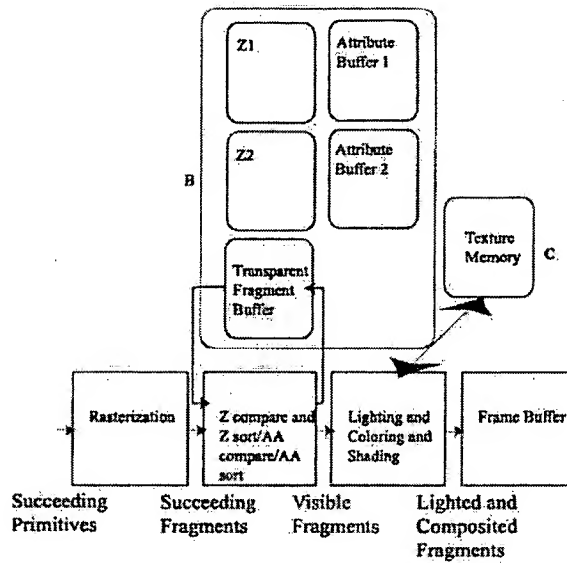 Z1
Attribute
Buffer 1
Z2
Attribute
Buffer 2
B
Texture
Memory
C
Transparent
Fragment
Buffer
Rasterization
Z compare and
Z sort/AA
compare/AA
sort
Lighting and
Coloring and
Shading
Frame Buffer
Succeeding
Primitives
Succeeding
Fragments
Visible
Fragments
Lighted and
Composited
Fragments